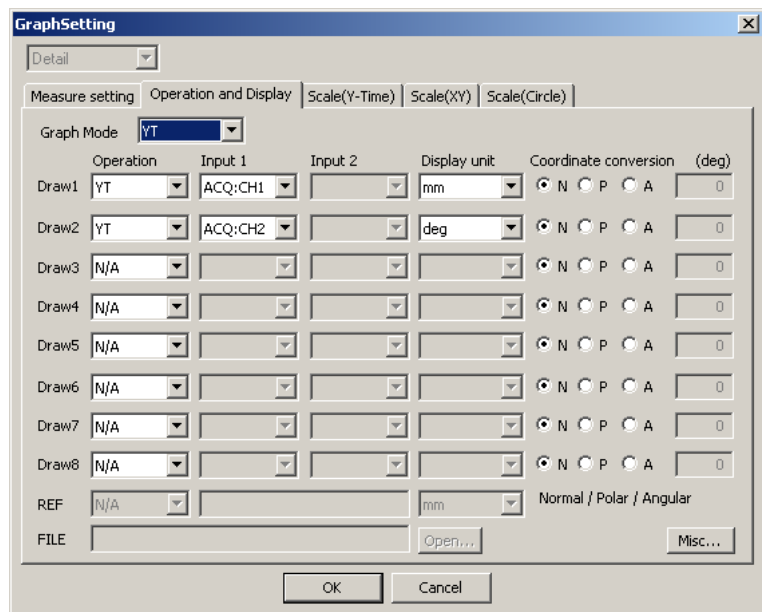 GraphSetting
Detail
Measure setting Operation and Display Scale(Y-Time) Scale(XY) Scale(Circle)
Graph Mode YT
Operation Input 1 Input 2 Display unit Coordinate conversion (deg)
Draw1 YT ACQ:CH1 mm N P A 0
Draw2 YT ACQ:CH2 deg N P A 0
Draw3 N/A N P A 0
Draw4 N/A N P A 0
Draw5 N/A N P A 0
Draw6 N/A N P A 0
Draw7 N/A N P A 0
Draw8 N/A N P A 0
REF N/A mm Normal / Polar / Angular
FILE Open... Misc...
OK Cancel